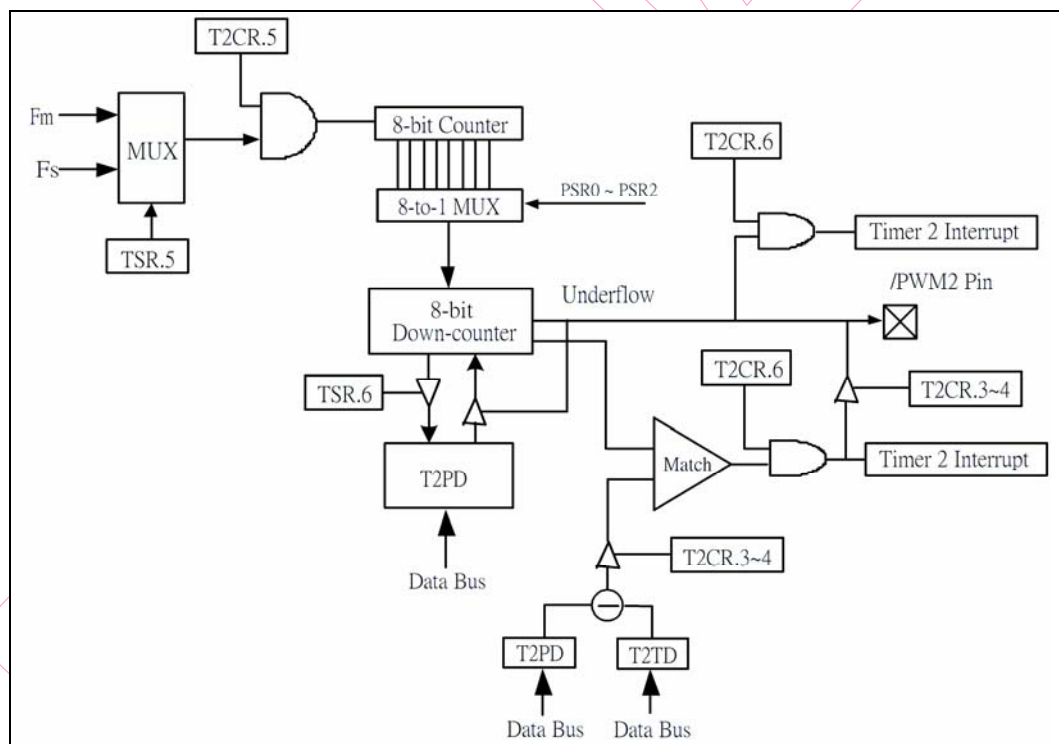 T2CR.5
Fm
Fs
MUX
TSR.5
8-bit Counter
8-to-1 MUX
PSR0 ~ PSR2
T2CR.6
Timer 2 Interrupt
/PWM2 Pin
8-bit
Down-counter
Underflow
TSR.6
T2PD
Data Bus
T2CR.6
T2CR.3~4
Match
Timer 2 Interrupt
T2CR.3~4
T2PD
T2TD
Data Bus
Data Bus